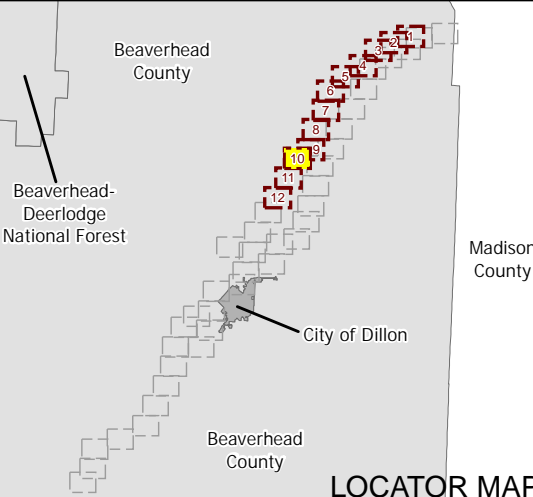 1
2
3
4
5
6
7
8
9
10
11
12
Beaverhead
County
Beaverhead-
Deerlodge
National Forest
Madison
County
City of Dillon
Beaverhead
County
LOCATOR MAP